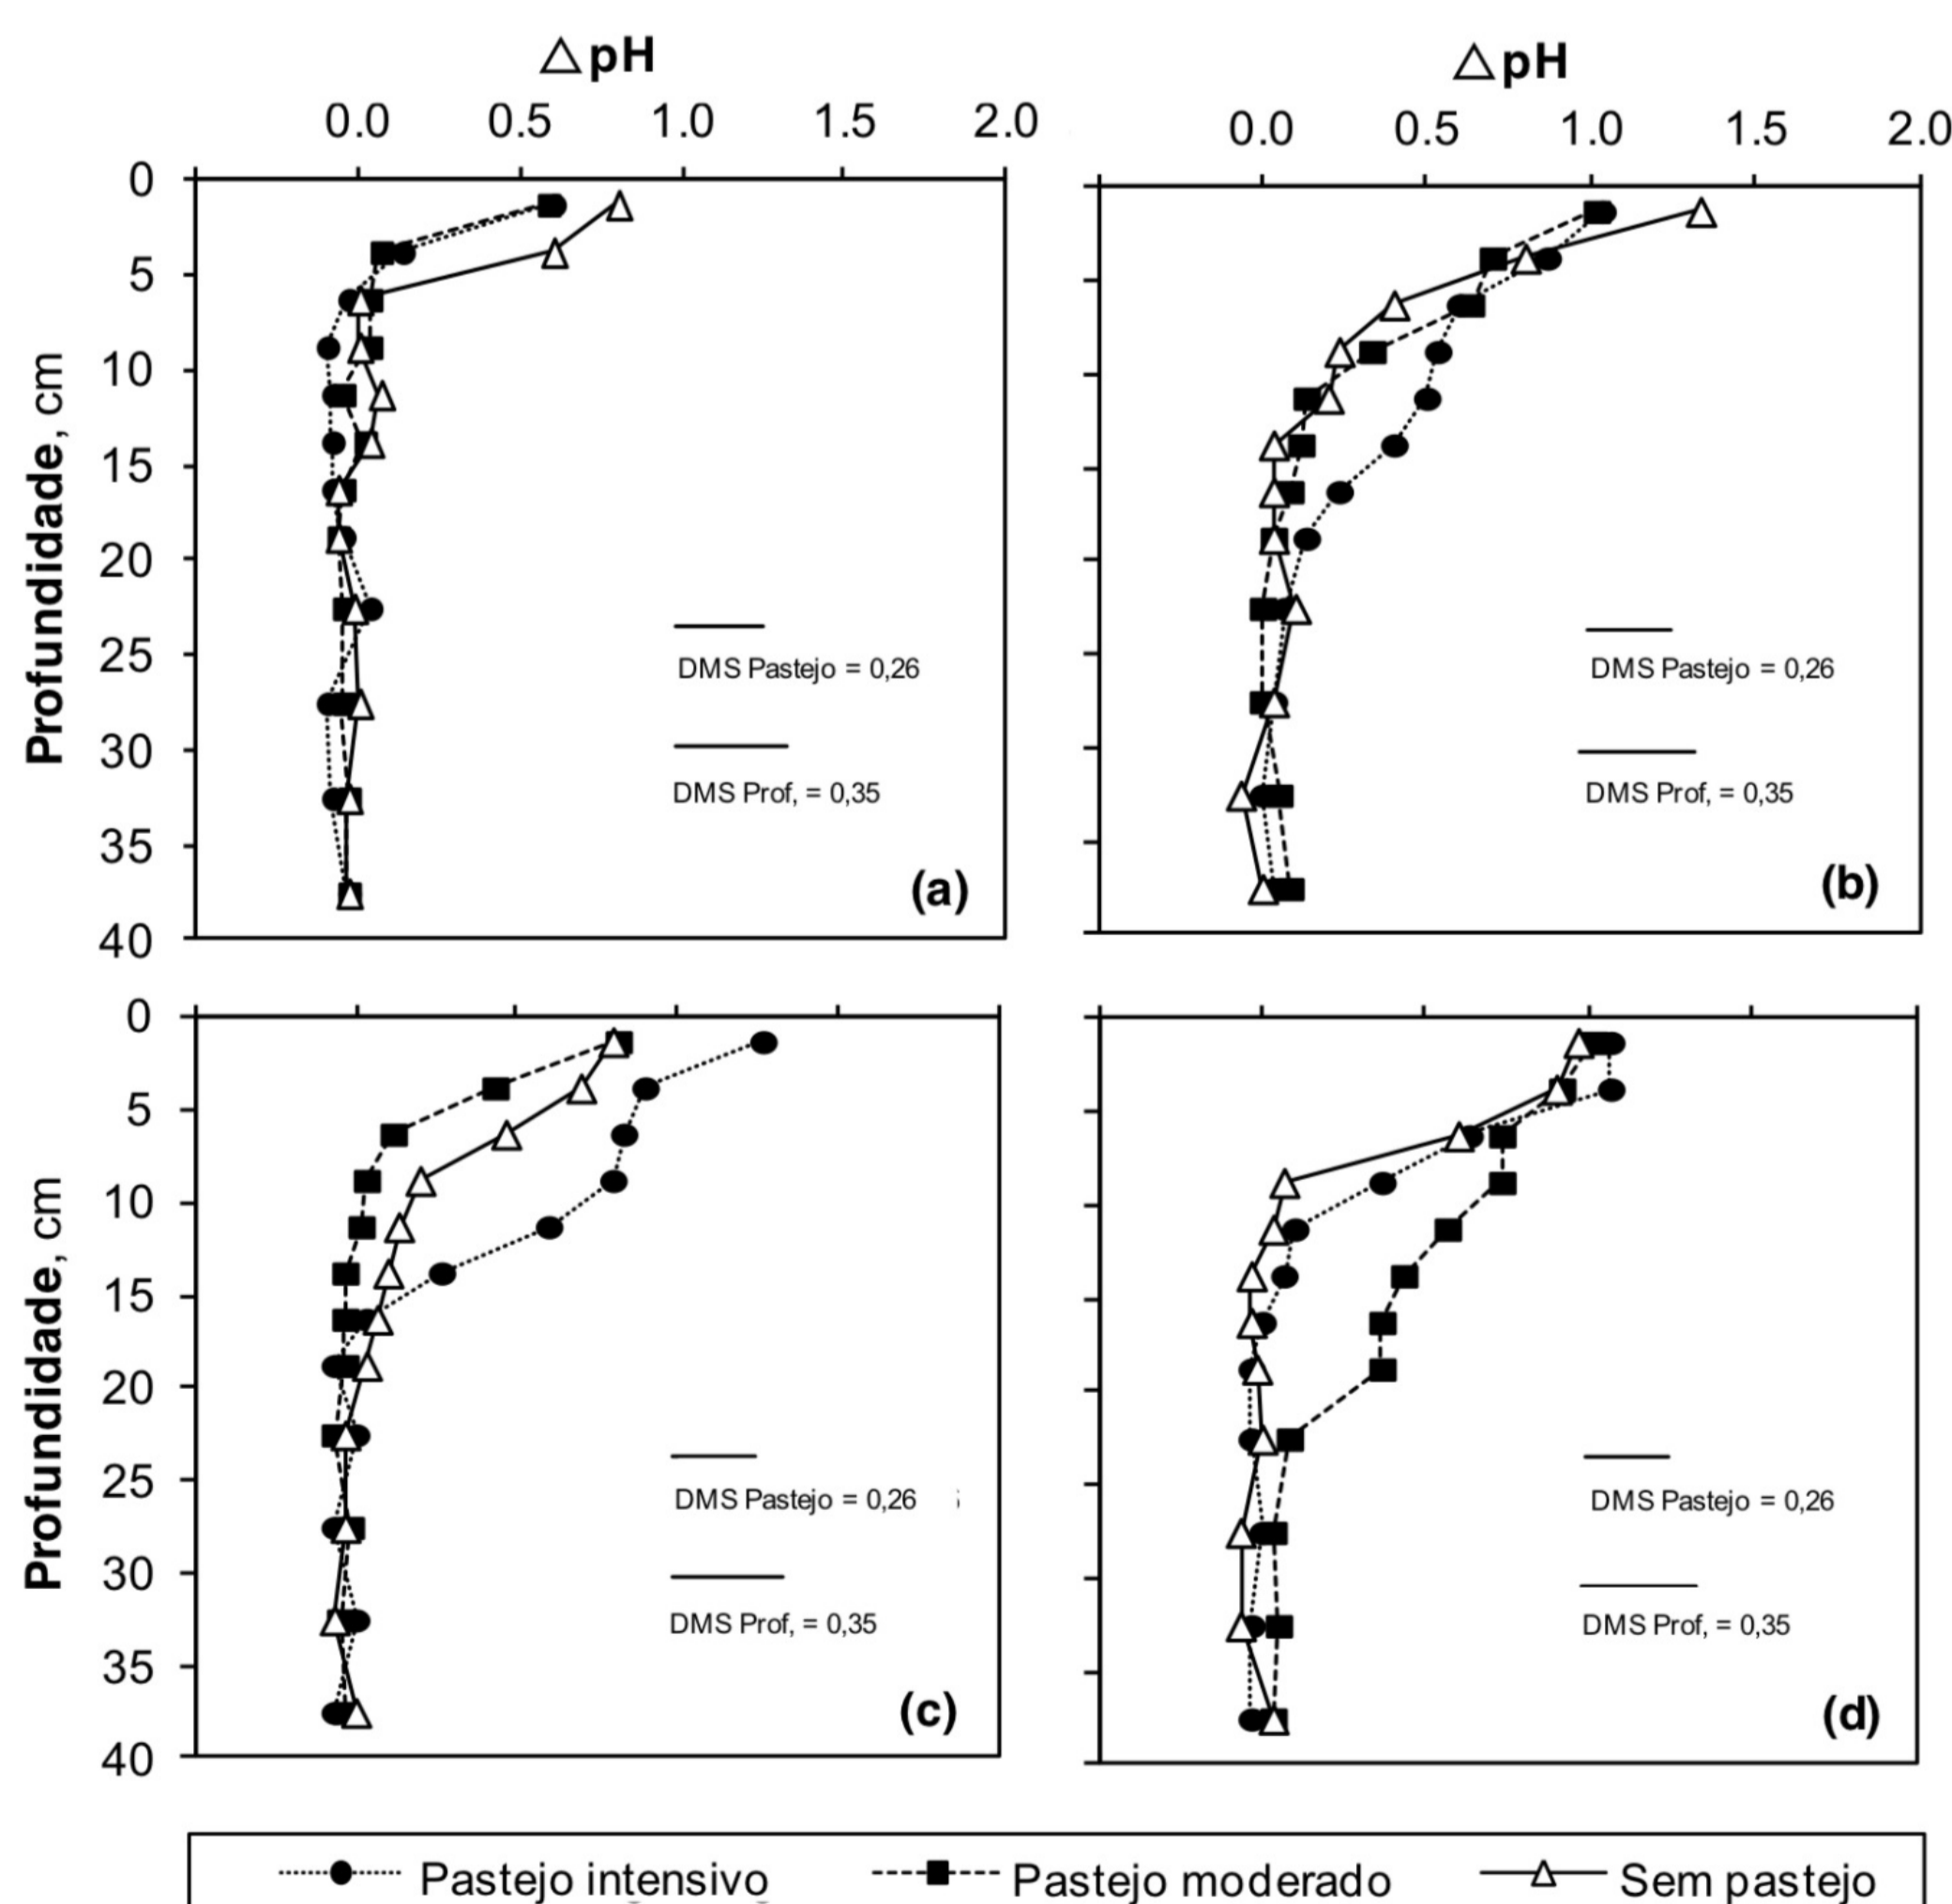 △pH
0.0 0.5 1.0 1.5 2.0
△pH
0.0 0.5 1.0 1.5 2.0
Profundidade, cm
0
5
10
15
20
25
30
35
40
DMS Pastejo = 0,26
DMS Prof, = 0,35
(a)
DMS Pastejo = 0,26
DMS Prof, = 0,35
(b)
Profundidade, cm
0
5
10
15
20
25
30
35
40
DMS Pastejo = 0,26
DMS Prof, = 0,35
(c)
DMS Pastejo = 0,26
DMS Prof, = 0,35
(d)
Pastejo intensivo Pastejo moderado Sem pastejo